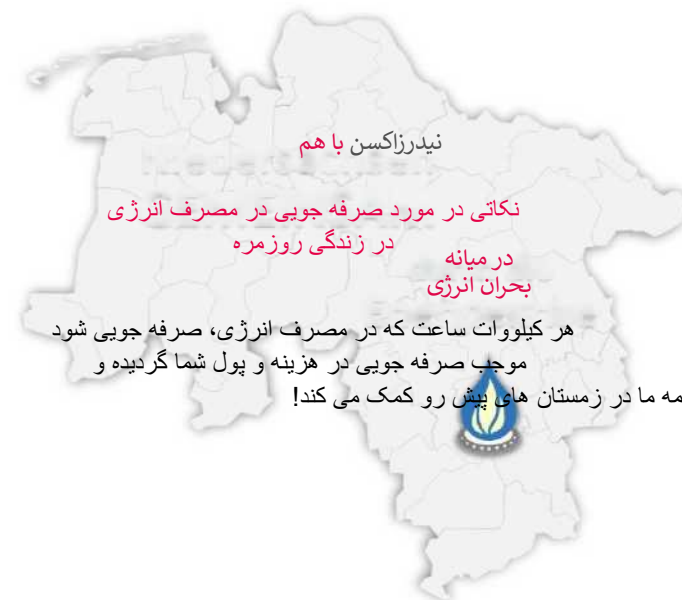 نیدرزاکسن با هم
نکاتی در مورد صرفه جویی در مصرف انرژی
در زندگی روزمره
در میانه
بحران انرژی
هر کیلووات ساعت که در مصرف انرژی، صرفه جویی شود
موجب صرفه جویی در هزینه و پول شما گردیده و
مه ما در زمستان های پیش رو کمک می کند!